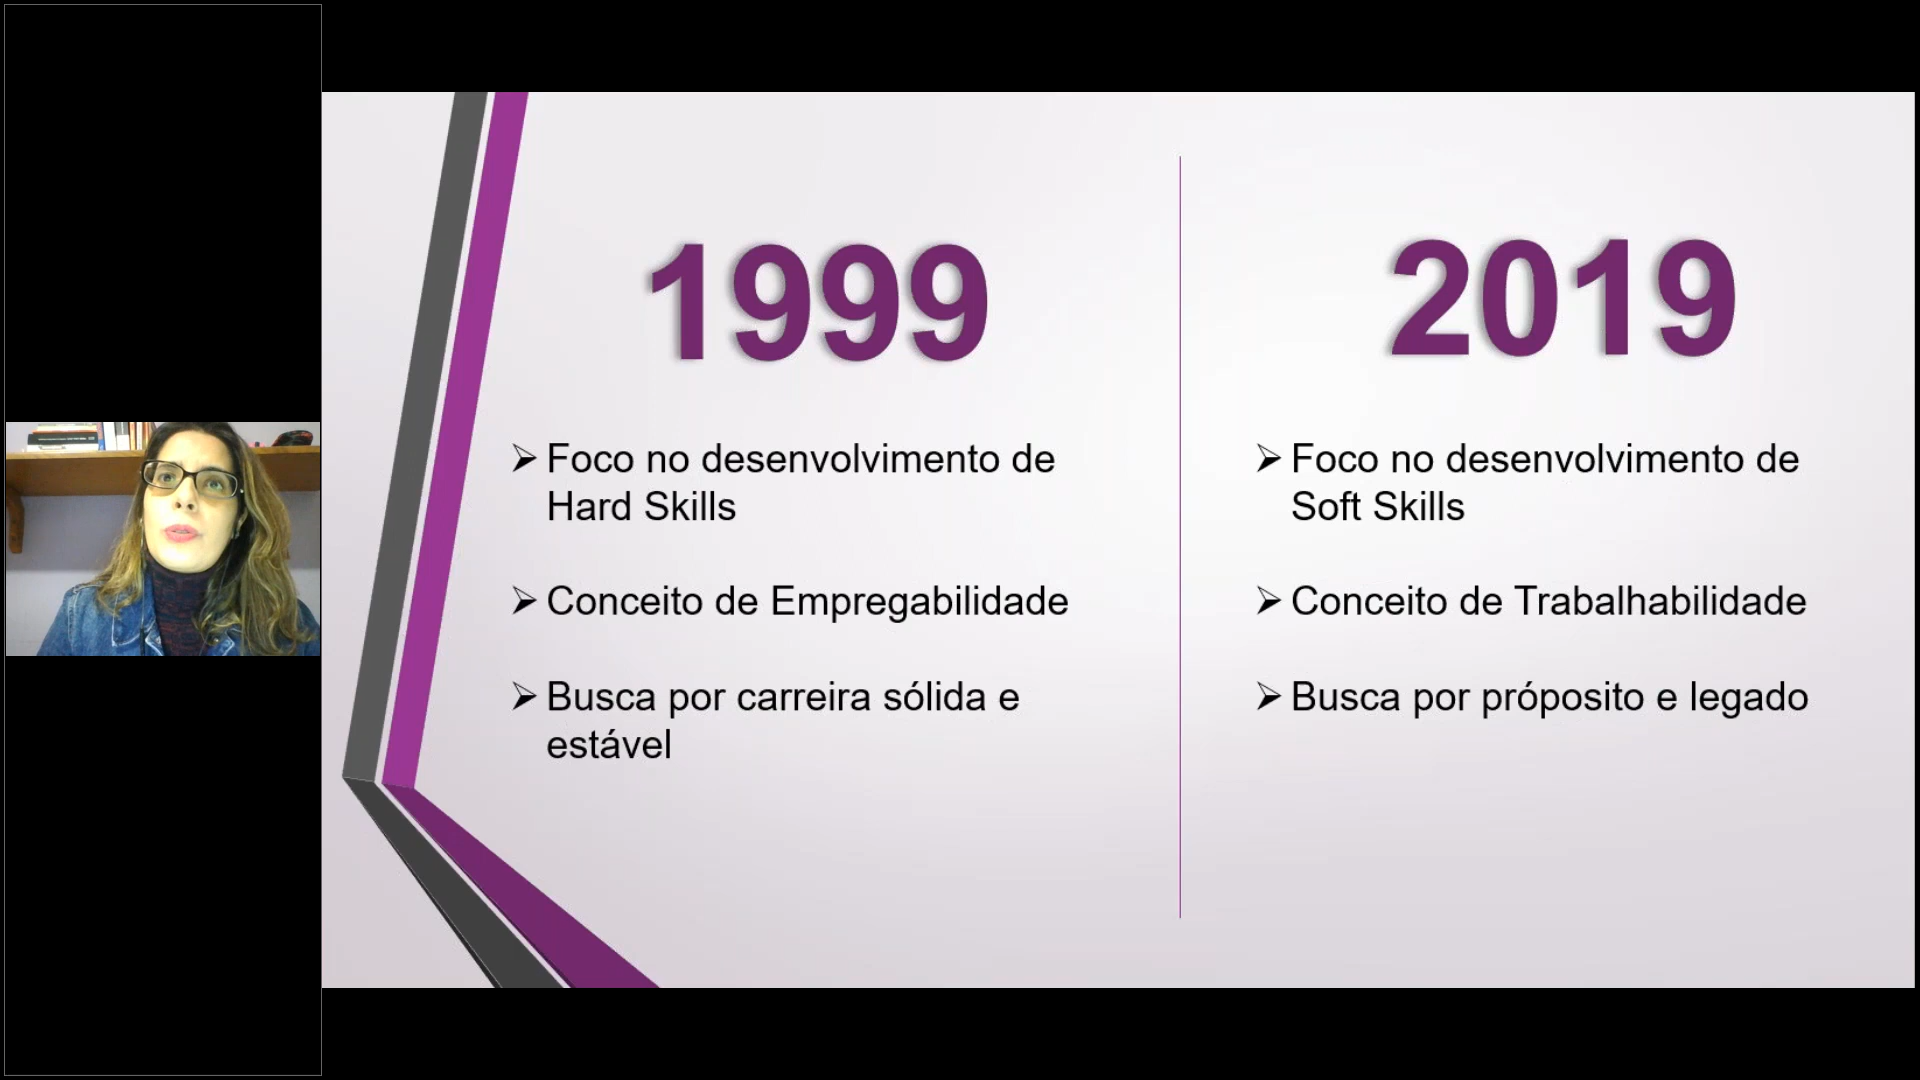 1999
Foco no desenvolvimento de
Hard Skills
Conceito de Empregabilidade
Busca por carreira sólida e
estável
2019
Foco no desenvolvimento de
Soft Skills
Conceito de Trabalhabilidade
Busca por próposito e legado